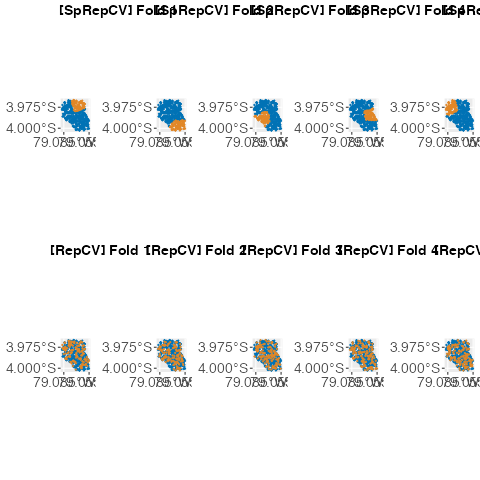 [SpRepCV] Fold 1 [SpRepCV] Fold 2 [SpRepCV] Fold 3 [SpRepCV] Fold 4 [SpRe
3.975°S 3.975°S 3.975°S 3.975°S 3.975°S
4.000°S 4.000°S 4.000°S 4.000°S 4.000°S
[RepCV] Fold 1 [RepCV] Fold 2 [RepCV] Fold 3 [RepCV] Fold 4 [RepCV
3.975°S 3.975°S 3.975°S 3.975°S 3.975°S
4.000°S 4.000°S 4.000°S 4.000°S 4.000°S